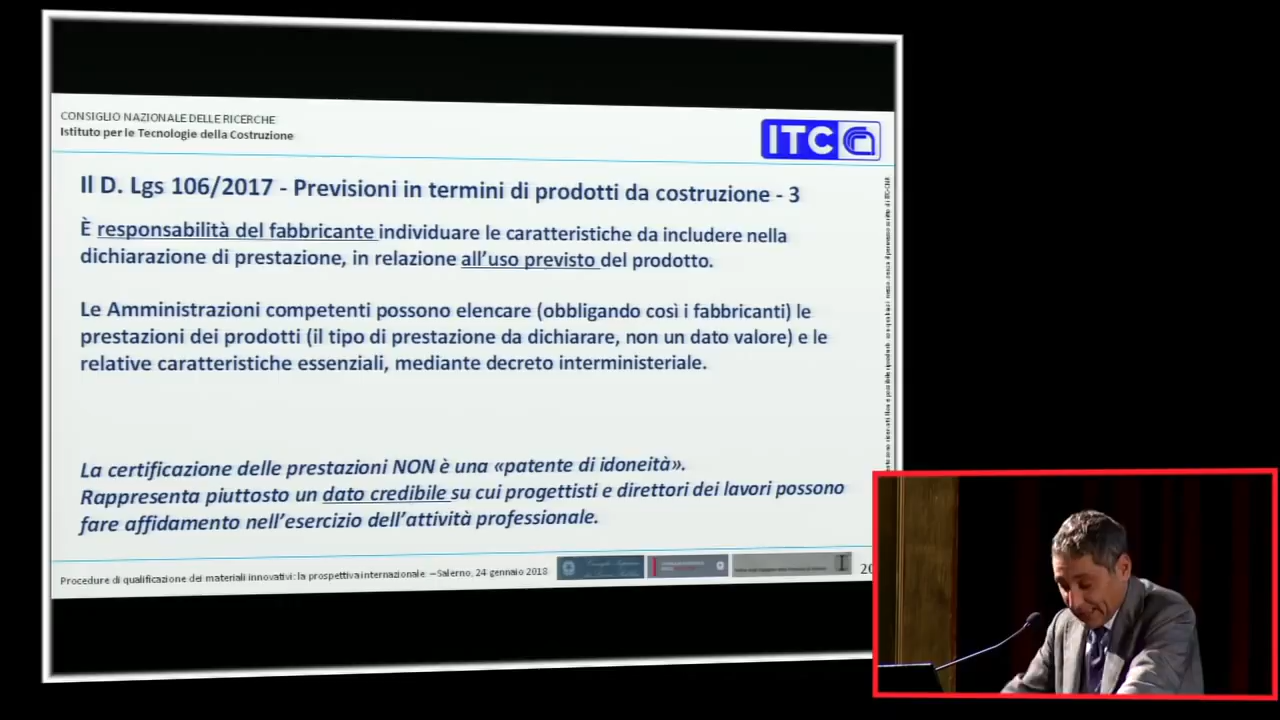 CONSIGLIO NAZIONALE DELLE RICERCHE
Istituto per le Tecnologie della Costruzione
ITC
Il D. Lgs 106/2017 - Previsioni in termini di prodotti da costruzione - 3
È responsabilità del fabbricante individuare le caratteristiche da includere nella
dichiarazione di prestazione, in relazione all'uso previsto del prodotto.
Le Amministrazioni competenti possono elencare (obbligando così i fabbricanti) le
prestazioni dei prodotti (il tipo di prestazione da dichiarare, non un dato valore) e le
relative caratteristiche essenziali, mediante decreto interministeriale.
La certificazione delle prestazioni NON è una «patente di idoneità».
Rappresenta piuttosto un dato credibile su cui progettisti e direttori dei lavori possono
fare affidamento nell'esercizio dell'attività professionale.
Procedure di qualificazione dei materiali innovativi: la prospettiva internazionale – Salerno, 24 gennaio 2018